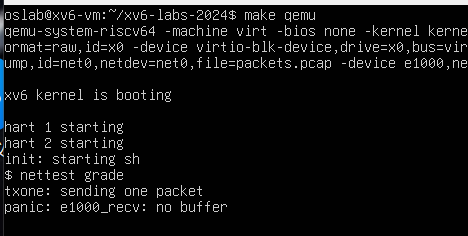 oslab@xv6-vm:~/xv6-labs-2024$ make qemu
qemu-system-riscv64 -machine virt -bios none -kernel kerne
ormat=raw,id=x0 -device virtio-blk-device,drive=x0,bus=vir
ump,id=net0,netdev=net0,file=packets.pcap -device e1000,ne
xv6 kernel is booting
hart 1 starting
hart 2 starting
init: starting sh
$ nettest grade
txone: sending one packet
panic: e1000_recv: no buffer